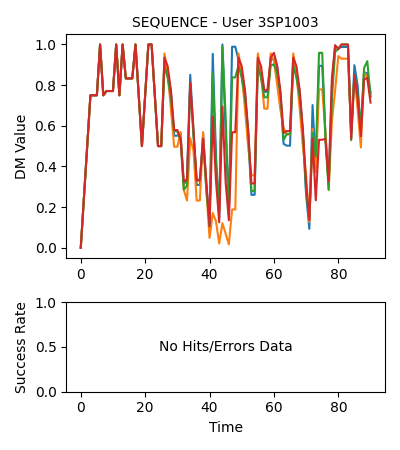 SEQUENCE - User 3SP1003
DM Value
1.0
0.8
0.6
0.4
0.2
0.0
0 20 40 60 80
Success Rate
1.0
0.5
0.0
No Hits/Errors Data
0 20 40 60 80
Time